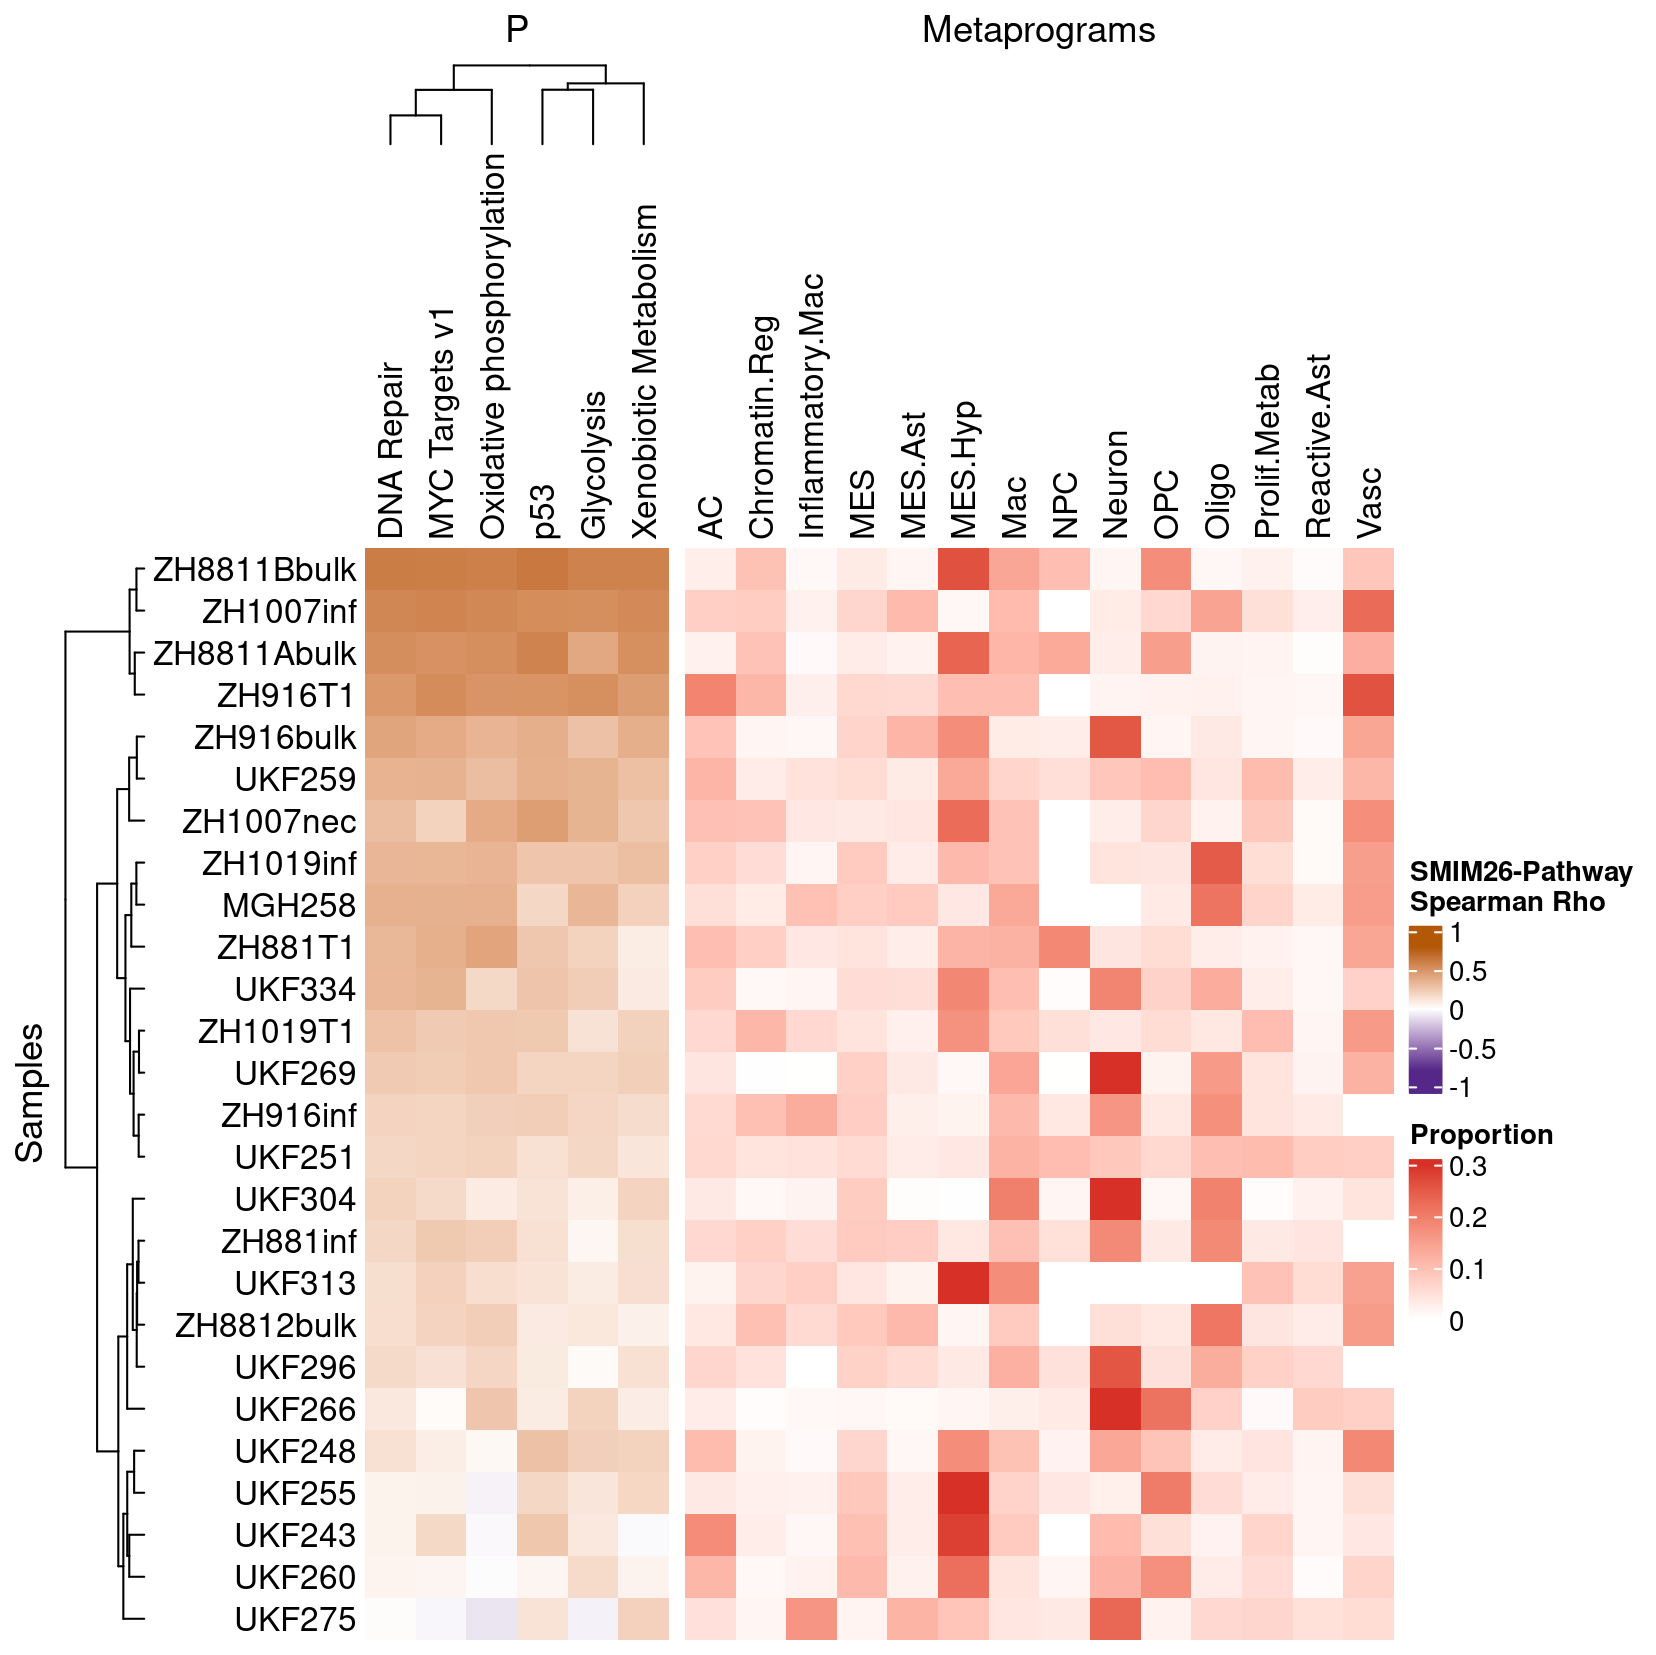 P
Metaprograms
DNA Repair
MYC Targets v1
Oxidative phosphorylation
p53
Glycolysis
Xenobiotic Metabolism
AC
Chromatin.Reg
Inflammatory.Mac
MES
MES.Ast
MES.Hyp
Mac
NPC
Neuron
OPC
Oligo
Prolif.Metab
Reactive.Ast
Vasc
Samples
ZH8811Bbulk
ZH1007inf
ZH8811Abulk
ZH916T1
ZH916bulk
UKF259
ZH1007nec
ZH1019inf
MGH258
ZH881T1
UKF334
ZH1019T1
UKF269
ZH916inf
UKF251
UKF304
ZH881inf
UKF313
ZH8812bulk
UKF296
UKF266
UKF248
UKF255
UKF243
UKF260
UKF275
SMIM26-Pathway
Spearman Rho
1
0.5
0
-0.5
-1
Proportion
0.3
0.2
0.1
0